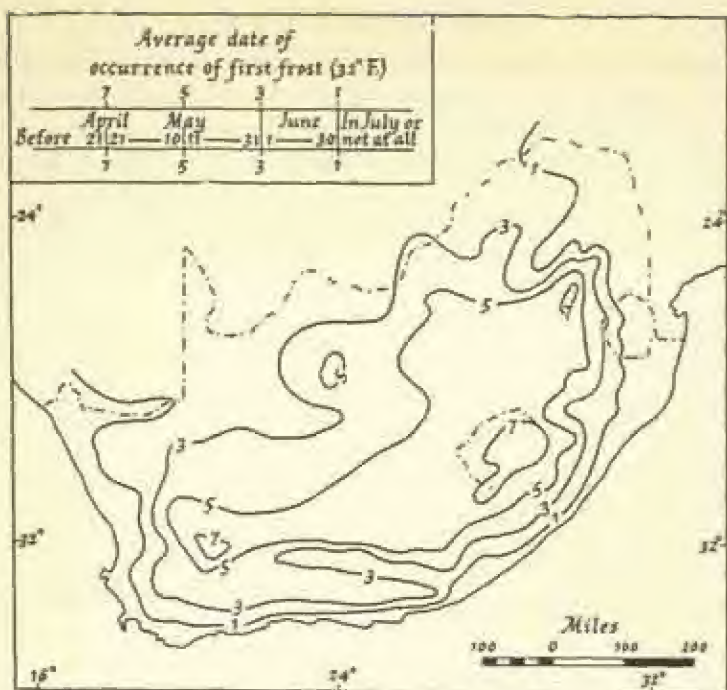 Average date of
occurrence of first frost (32°F)
7 5 3 1
April May June In July or
Before 21 21 — 10 11 — 31 1 — 30 not at all
7 5 3 1
24° 24°
1
3
5
7
3
5
5
3
1
7
32° 32°
5
3
3
1
Miles
100 0 100 200
16° 24° 32°